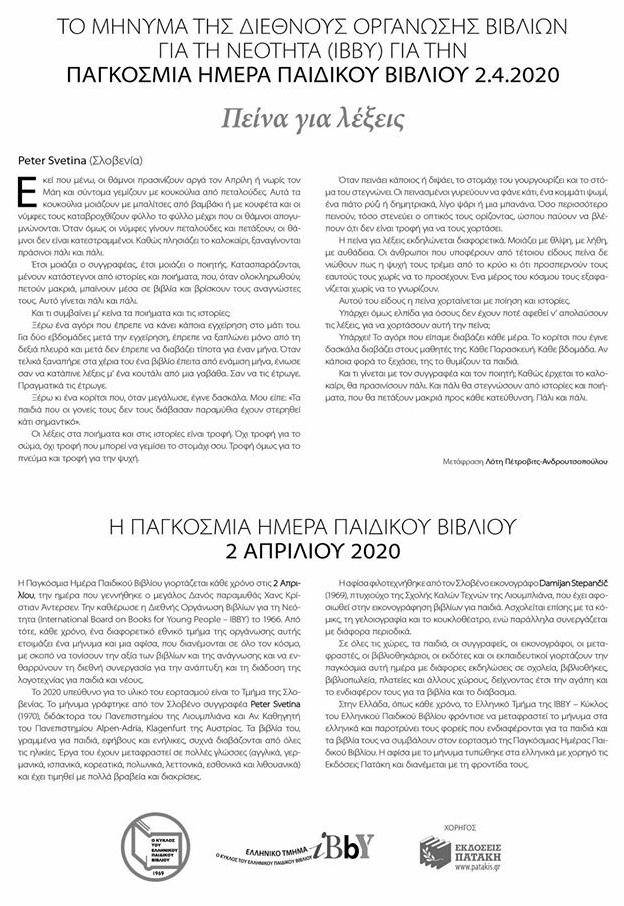 ΤΟ ΜΗΝΥΜΑ ΤΗΣ ΔΙΕΘΝΟΥΣ ΟΡΓΑΝΩΣΗΣ ΒΙΒΛΙΩΝ
ΓΙΑ ΤΗ ΝΕΟΤΗΤΑ (ΙΒΒΥ) ΓΙΑ ΤΗΝ
ΠΑΓΚΟΣΜΙΑ ΗΜΕΡΑ ΠΑΙΔΙΚΟΥ ΒΙΒΛΙΟΥ 2.4.2020
Πείνα για λέξεις
Peter Svetina (Σλοβενία)
Εκεί που μένω, οι θάμνοι πρασινίζουν αργά τον Απρίλη ή νωρίς τον
Μάη και σύντομα γεμίζουν με κουκούλια από πεταλούδες. Αυτά τα
κουκούλια μοιάζουν με μπαλίτσες από βαμβάκι ή με κουφέτα και οι
νύμφες τους καταβροχθίζουν φύλλο το φύλλο μέχρι που οι θάμνοι απογυ-
μνώνονται. Όταν όμως οι νύμφες γίνουν πεταλούδες και πετάξουν, οι θά-
μνοι δεν είναι κατεστραμμένοι. Καθώς πλησιάζει το καλοκαίρι, ξαναγίνονται
πράσινοι πάλι και πάλι.
Έτσι μοιάζει ο συγγραφέας, έτσι μοιάζει ο ποιητής. Κατασπαράζονται,
μένουν κατάστεγνοι από ιστορίες και ποιήματα, που, όταν ολοκληρωθούν,
πετούν μακριά, μπαίνουν μέσα σε βιβλία και βρίσκουν τους αναγνώστες
τους. Αυτό γίνεται πάλι και πάλι.
Και τι συμβαίνει μ' κείνα τα ποιήματα και τις ιστορίες;
Ξέρω ένα αγόρι που έπρεπε να κάνει κάποια εγχείρηση στο μάτι του.
Για δύο εβδομάδες μετά την εγχείρηση, έπρεπε να ξαπλώνει μόνο από τη
δεξιά πλευρά και μετά δεν έπρεπε να διαβάζει τίποτα για έναν μήνα. Όταν
τελικά ξαναπήρε στα χέρια του ένα βιβλίο έπειτα από ενάμιση μήνα, ένιωσε
σαν να κατάπινε λέξεις μ' ένα κουτάλι από μια γαβάθα. Σαν να τις έτρωγε.
Πραγματικά τις έτρωγε.
Ξέρω κι ένα κορίτσι που, όταν μεγάλωσε, έγινε δασκάλα. Μου είπε: «Τα
παιδιά που οι γονείς τους δεν τους διάβασαν παραμύθια έχουν στερηθεί
κάτι σημαντικό».
Οι λέξεις στα ποιήματα και στις ιστορίες είναι τροφή. Όχι τροφή για το
σώμα, όχι τροφή που μπορεί να γεμίσει το στομάχι σου. Τροφή όμως για το
πνεύμα και τροφή για την ψυχή.
Όταν πεινάει κάποιος ή διψάει, το στομάχι του γουργουρίζει και το στό-
μα του στεγνώνει. Οι πεινασμένοι γυρεύουν να φάνε κάτι, ένα κομμάτι ψωμί,
ένα πιάτο ρύζι ή δημητριακά, λίγο ψάρι ή μια μπανάνα. Όσο περισσότερο
πεινούν, τόσο στενεύει ο οπτικός τους ορίζοντας, ώσπου παύουν να βλέ-
πουν ό,τι δεν είναι τροφή για να τους χορτάσει.
Η πείνα για λέξεις εκδηλώνεται διαφορετικά. Μοιάζει με θλίψη, με λήθη,
με αυθάδεια. Οι άνθρωποι που υποφέρουν από τέτοιου είδους πείνα δε
νιώθουν πως η ψυχή τους τρέμει από το κρύο κι ότι προσπερνούν τους
εαυτούς τους χωρίς να το προσέχουν. Ένα μέρος του κόσμου τους εξαφα-
νίζεται χωρίς να το γνωρίζουν.
Αυτού του είδους η πείνα χορταίνεται με ποίηση και ιστορίες.
Υπάρχει όμως ελπίδα για όσους δεν έχουν ποτέ αφεθεί ν' απολαύσουν
τις λέξεις, για να χορτάσουν αυτή την πείνα;
Υπάρχει! Το αγόρι που είπαμε διαβάζει κάθε μέρα. Το κορίτσι που έγινε
δασκάλα διαβάζει στους μαθητές της. Κάθε Παρασκευή. Κάθε βδομάδα. Αν
κάποια φορά το ξεχάσει, της το θυμίζουν τα παιδιά.
Και τι γίνεται με τον συγγραφέα και τον ποιητή; Καθώς έρχεται το καλο-
καίρι, θα πρασινίσουν πάλι. Και πάλι θα στεγνώσουν από ιστορίες και ποιή-
ματα, που θα πετάξουν μακριά προς κάθε κατεύθυνση. Πάλι και πάλι.
Μετάφραση Λότη Πέτροβιτς-Ανδρουτσοπούλου
Η ΠΑΓΚΟΣΜΙΑ ΗΜΕΡΑ ΠΑΙΔΙΚΟΥ ΒΙΒΛΙΟΥ
2 ΑΠΡΙΛΙΟΥ 2020
Η Παγκόσμια Ημέρα Παιδικού Βιβλίου γιορτάζεται κάθε χρόνο στις 2 Απρι-
λίου, την ημέρα που γεννήθηκε ο μεγάλος Δανός παραμυθάς Χανς Κρί-
στιαν Άντερσεν. Την καθιέρωσε η Διεθνής Οργάνωση Βιβλίων για τη Νεό-
τητα (International Board on Books for Young People – IBBY) το 1966. Από
τότε, κάθε χρόνο, ένα διαφορετικό εθνικό τμήμα της οργάνωσης αυτής
ετοιμάζει ένα μήνυμα και μια αφίσα, που διανέμονται σε όλο τον κόσμο,
με σκοπό να τονίσουν την αξία των βιβλίων και της ανάγνωσης και να εν-
θαρρύνουν τη διεθνή συνεργασία για την ανάπτυξη και τη διάδοση της
λογοτεχνίας για παιδιά και νέους.
Το 2020 υπεύθυνο για το υλικό του εορτασμού είναι το Τμήμα της Σλο-
βενίας. Το μήνυμα γράφτηκε από τον Σλοβένο συγγραφέα Peter Svetina
(1970), διδάκτορα του Πανεπιστημίου της Λιουμπλιάνα και Αν. Καθηγητή
του Πανεπιστημίου Alpen-Adria, Klagenfurt της Αυστρίας. Τα βιβλία του,
γραμμένα για παιδιά, εφήβους και ενήλικες, συχνά διαβάζονται από όλες
τις ηλικίες. Έργα του έχουν μεταφραστεί σε πολλές γλώσσες (αγγλικά, γερ-
μανικά, ισπανικά, κορεατικά, πολωνικά, λεττονικά, εσθονικά και λιθουανικά)
και έχει τιμηθεί με πολλά βραβεία και διακρίσεις.
Η αφίσα φιλοτεχνήθηκε από τον Σλοβένο εικονογράφο Damijan Stepančič
(1969), πτυχιούχο της Σχολής Καλών Τεχνών της Λιουμπλιάνα, που έχει αφο-
σιωθεί στην εικονογράφηση βιβλίων για παιδιά. Ασχολείται επίσης με τα κό-
μικς, τη γελοιογραφία και το κουκλοθέατρο, ενώ παράλληλα συνεργάζεται
με διάφορα περιοδικά.
Σε όλες τις χώρες, τα παιδιά, οι συγγραφείς, οι εικονογράφοι, οι μετα-
φραστές, οι βιβλιοθηκάριοι, οι εκδότες και οι εκπαιδευτικοί γιορτάζουν την
παγκόσμια αυτή ημέρα με διάφορες εκδηλώσεις σε σχολεία, βιβλιοθήκες,
βιβλιοπωλεία, πλατείες και άλλους χώρους, δείχνοντας έτσι την αγάπη και
το ενδιαφέρον τους για τα βιβλία και το διάβασμα.
Στην Ελλάδα, όπως κάθε χρόνο, το Ελληνικό Τμήμα της ΙΒΒΥ – Κύκλος
του Ελληνικού Παιδικού Βιβλίου φρόντισε να μεταφραστεί το μήνυμα στα
ελληνικά και παροτρύνει τους φορείς που ενδιαφέρονται για τα παιδιά και
τα βιβλία τους να συμβάλουν στον εορτασμό της Παγκόσμιας Ημέρας Παι-
δικού Βιβλίου. Η αφίσα με το μήνυμα τυπώθηκε στα ελληνικά με χορηγό τις
Εκδόσεις Πατάκη και διανέμεται με τη φροντίδα τους.
Ο ΚΥΚΛΟΣ
ΤΟΥ
ΕΛΛΗΝΙΚΟΥ
ΠΑΙΔΙΚΟΥ
ΒΙΒΛΙΟΥ
1969
ΕΛΛΗΝΙΚΟ ΤΜΗΜΑ
Ο ΚΥΚΛΟΣ ΤΟΥ ΕΛΛΗΝΙΚΟΥ ΠΑΙΔΙΚΟΥ ΒΙΒΛΙΟΥ
iBbY
ΧΟΡΗΓΟΣ
ΕΚΔΟΣΕΙΣ
ΠΑΤΑΚΗ
www.patakis.gr